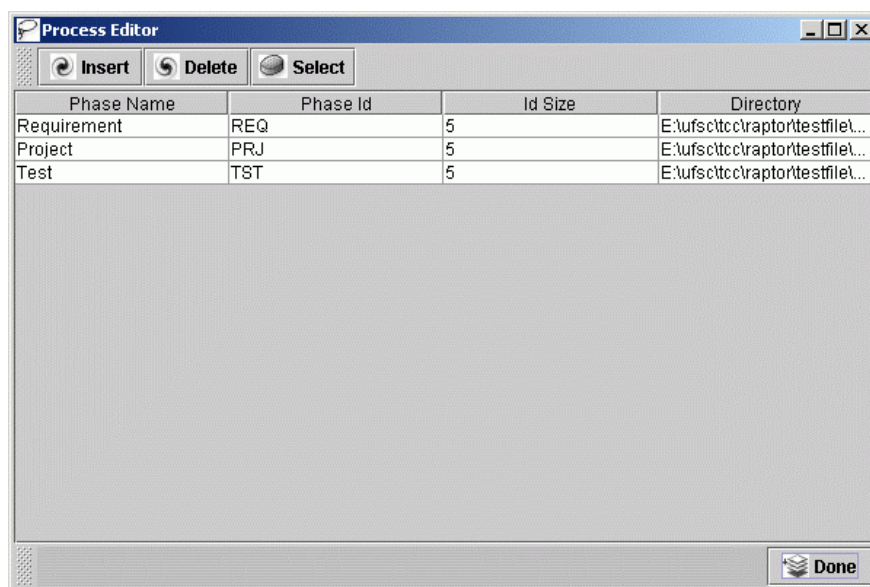 Process Editor
Insert Delete Select
Phase Name Phase Id Id Size Directory
Requirement REQ 5 E:\ufsc\tcc\raptor\testfile\...
Project PRJ 5 E:\ufsc\tcc\raptor\testfile\...
Test TST 5 E:\ufsc\tcc\raptor\testfile\...
Done